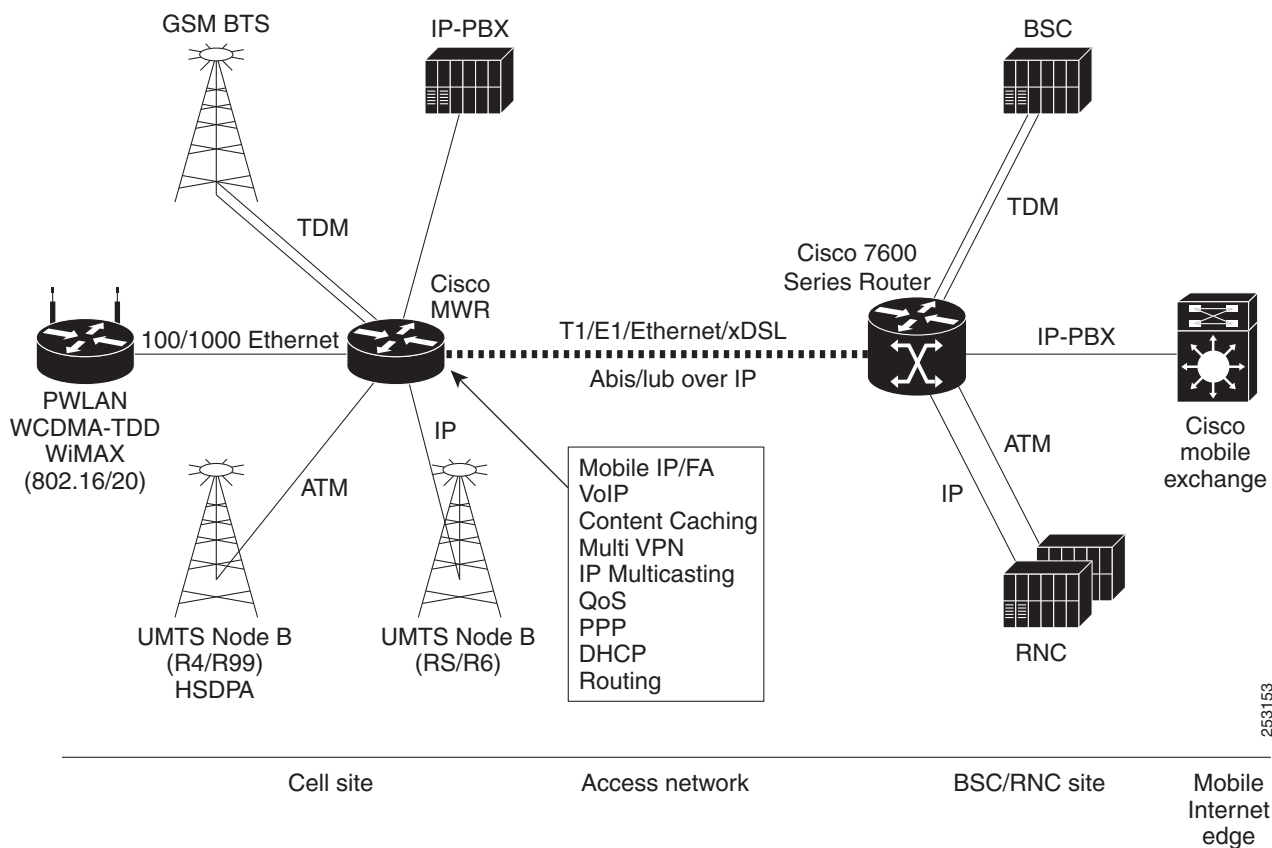 GSM BTS
IP-PBX
BSC
TDM
TDM
Cisco
MWR
Cisco 7600
Series Router
100/1000 Ethernet
T1/E1/Ethernet/xDSL
IP-PBX
Abis/lub over IP
PWLAN
WCDMA-TDD
WiMAX
(802.16/20)
IP
ATM
Cisco
mobile
exchange
ATM
IP
Mobile IP/FA
VoIP
Content Caching
Multi VPN
IP Multicasting
QoS
PPP
DHCP
Routing
UMTS Node B
(R4/R99)
HSDPA
UMTS Node B
(RS/R6)
RNC
253153
Cell site
Access network
BSC/RNC site
Mobile
Internet
edge